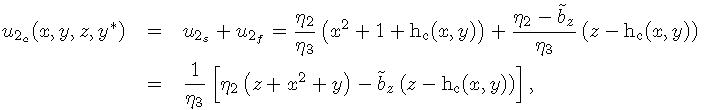 $u_{2_c}(x,y,z,y^*) = u_{2_s} + u_{2_f} = \frac{\eta_2}{\eta_3}\left(x^2 + 1 + \mathrm{h_c}(x,y)\right) + \frac{\eta_2 - \tilde{b}_z}{\eta_3}\left(z - \mathrm{h_c}(x,y)\right)$
$= \frac{1}{\eta_3}\left[\eta_2\left(z + x^2 + y\right) - \tilde{b}_z\left(z - \mathrm{h_c}(x,y)\right)\right],$